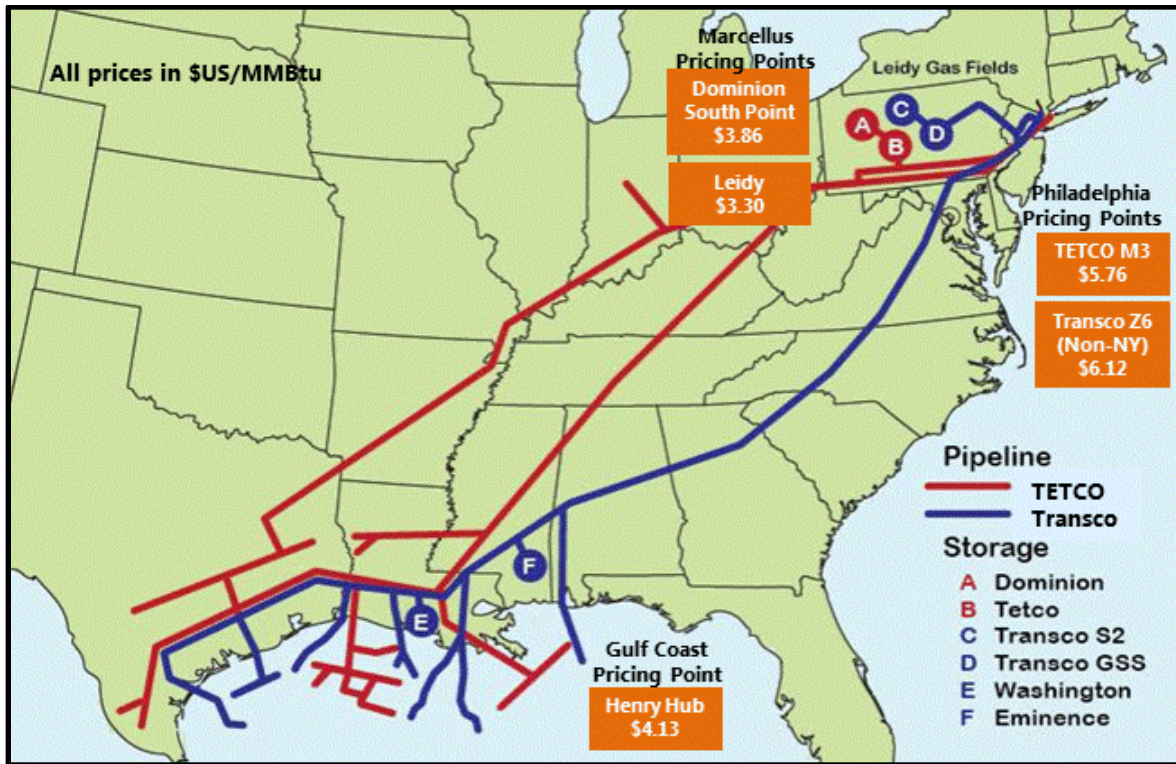 All prices in $US/MMBtu
Marcellus
Pricing Points
Dominion
South Point
$3.86
Leidy
$3.30
Leidy Gas Fields
A
B
C
D
Philadelphia
Pricing Points
TETCO M3
$5.76
Transco Z6
(Non-NY)
$6.12
E
F
Gulf Coast
Pricing Point
Henry Hub
$4.13
Pipeline
TETCO
Transco
Storage
A Dominion
B Tetco
C Transco S2
D Transco GSS
E Washington
F Eminence